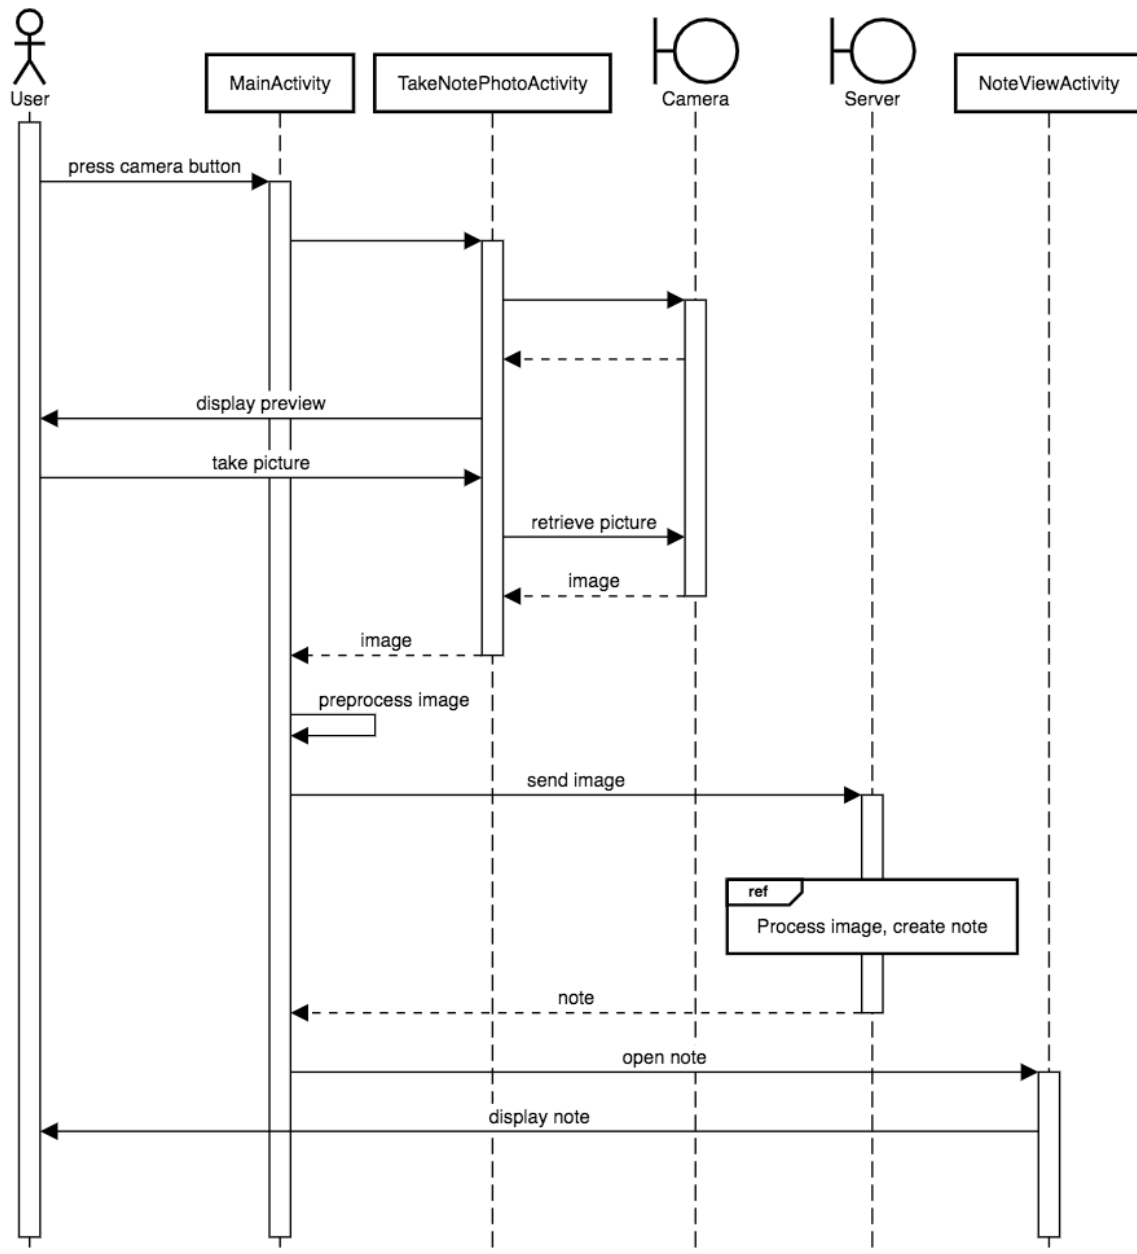 User
MainActivity
TakeNotePhotoActivity
Camera
Server
NoteViewActivity
press camera button
display preview
take picture
retrieve picture
image
image
preprocess image
send image
ref
Process image, create note
note
open note
display note